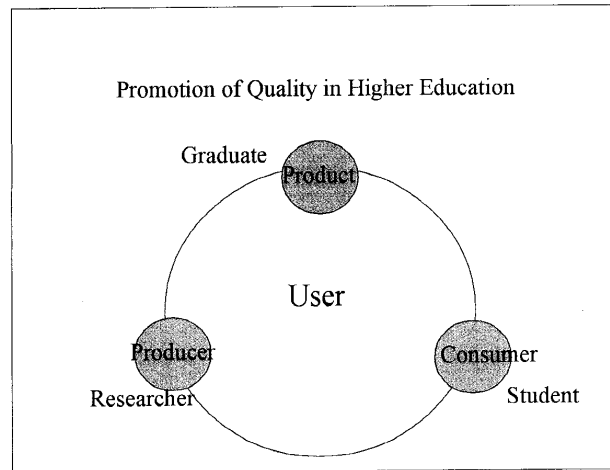 Promotion of Quality in Higher Education
Graduate
Product
User
Producer
Consumer
Researcher
Student